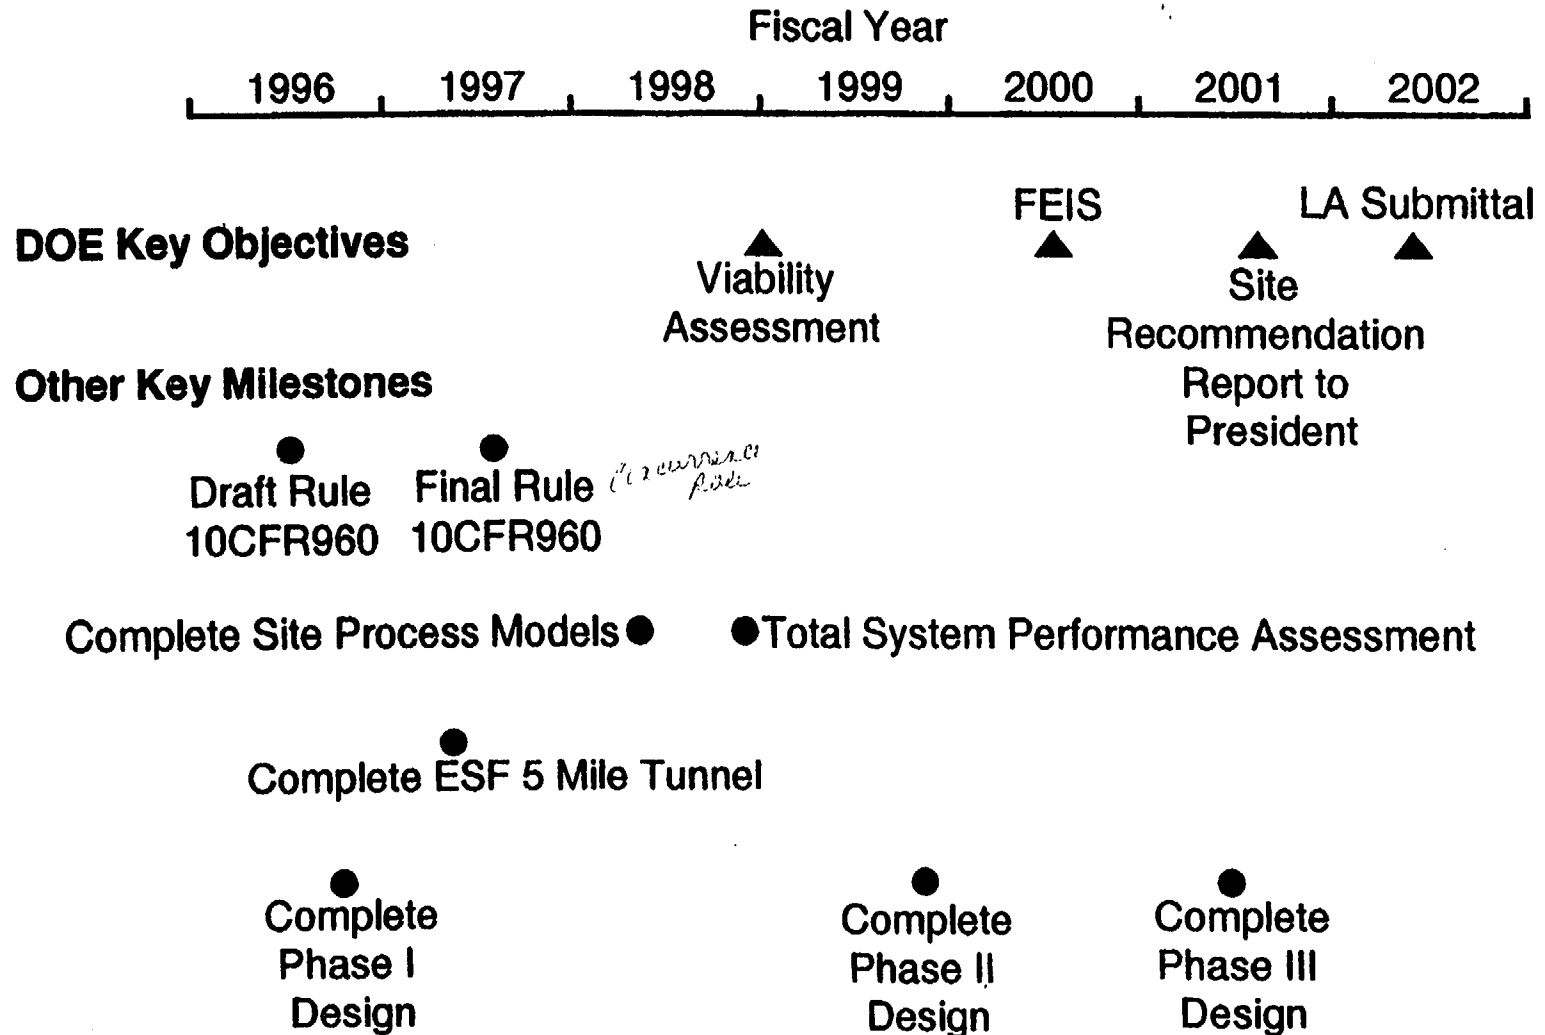 Fiscal Year
1996 1997 1998 1999 2000 2001 2002
FEIS LA Submittal
DOE Key Objectives
Viability
Assessment
Site
Recommendation
Report to
President
Other Key Milestones
Draft Rule
10CFR960
Final Rule
10CFR960
Complete Site Process Models
Total System Performance Assessment
Complete ESF 5 Mile Tunnel
Complete
Phase I
Design
Complete
Phase II
Design
Complete
Phase III
Design